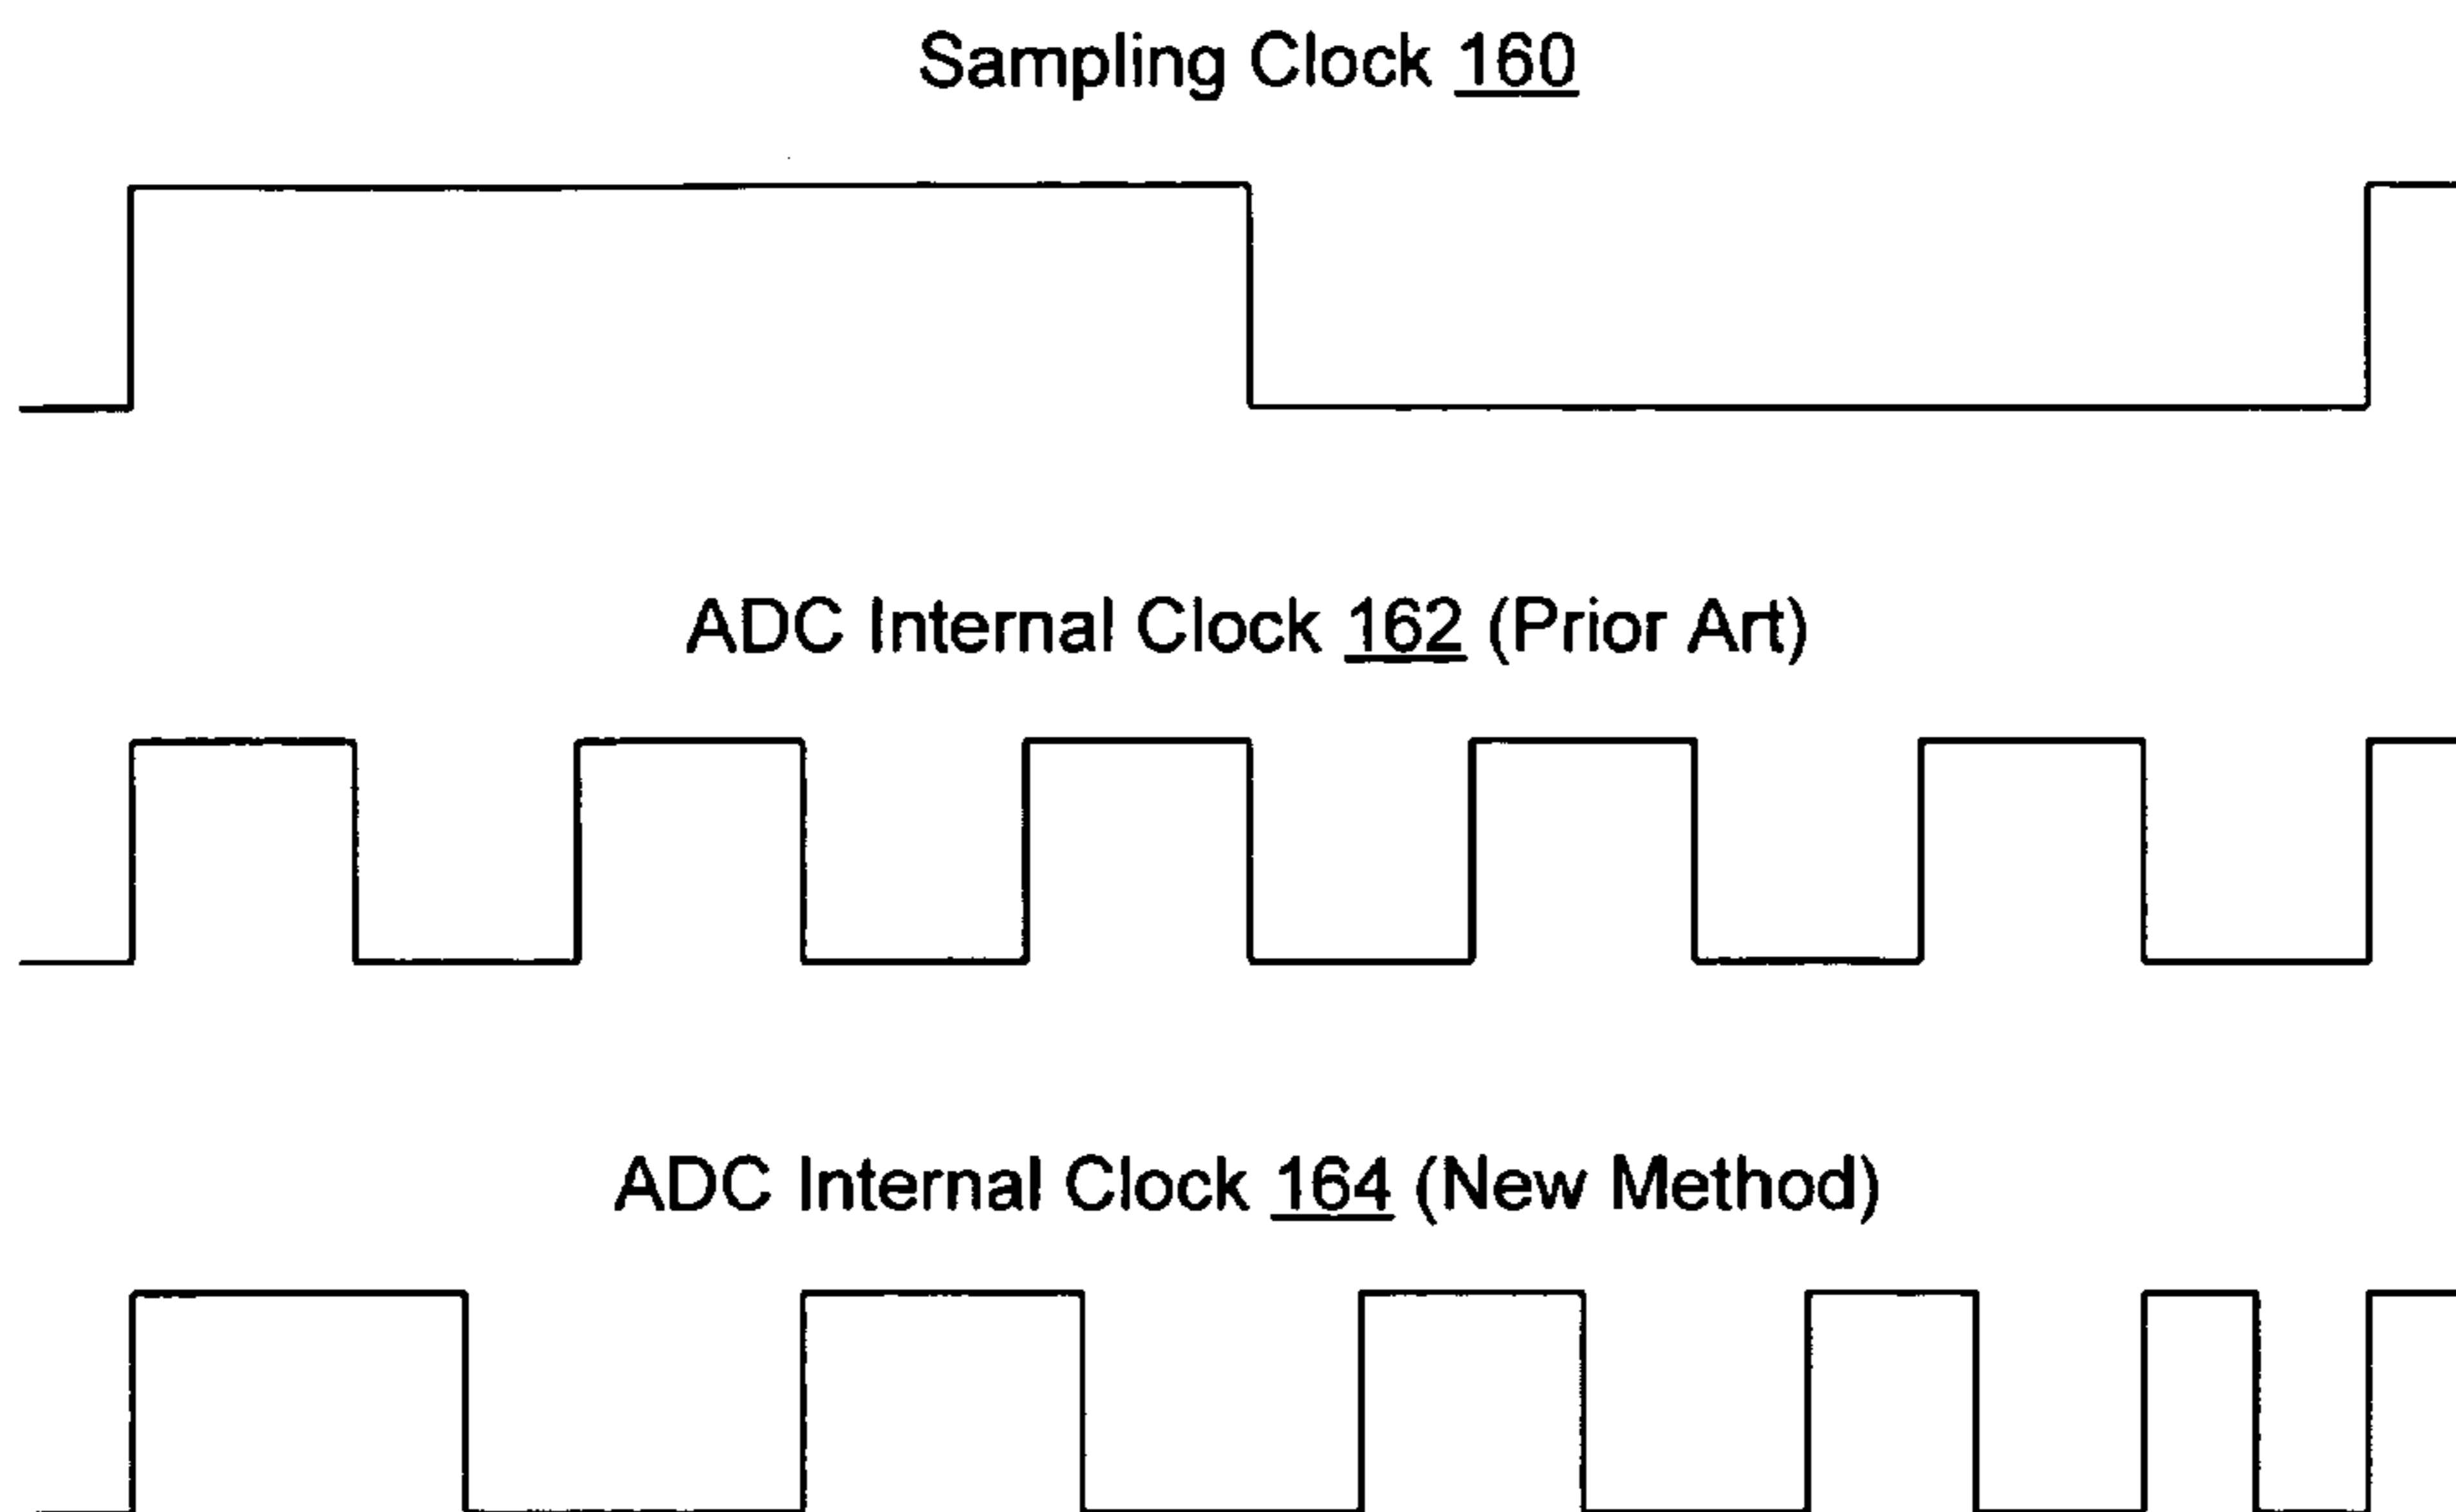 Sampling Clock 160
ADC Internal Clock 162 (Prior Art)
ADC Internal Clock 164 (New Method)